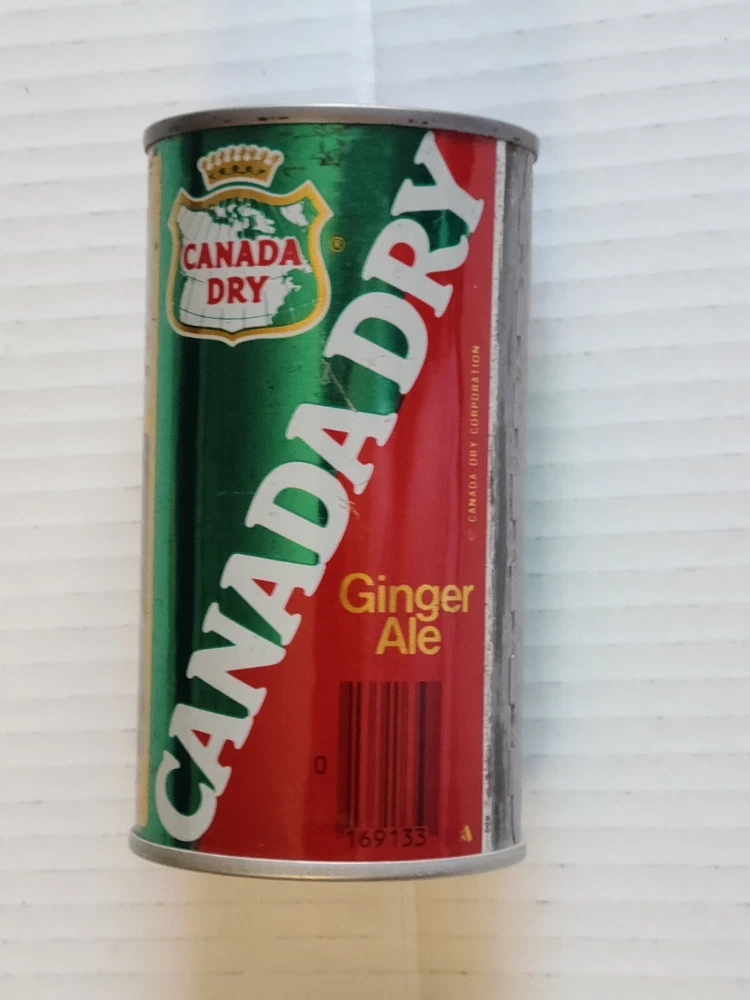 CANADA
DRY
®
CANADA DRY
© CANADA DRY CORPORATION
Ginger
Ale
0
169133
A